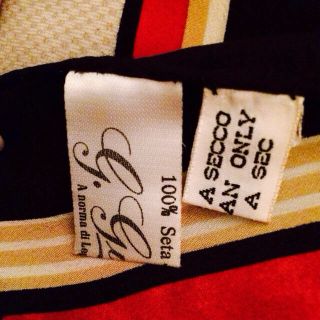 100% Seta
G. G
A norma di Leg
A SECCO
AN ONLY
A SEC